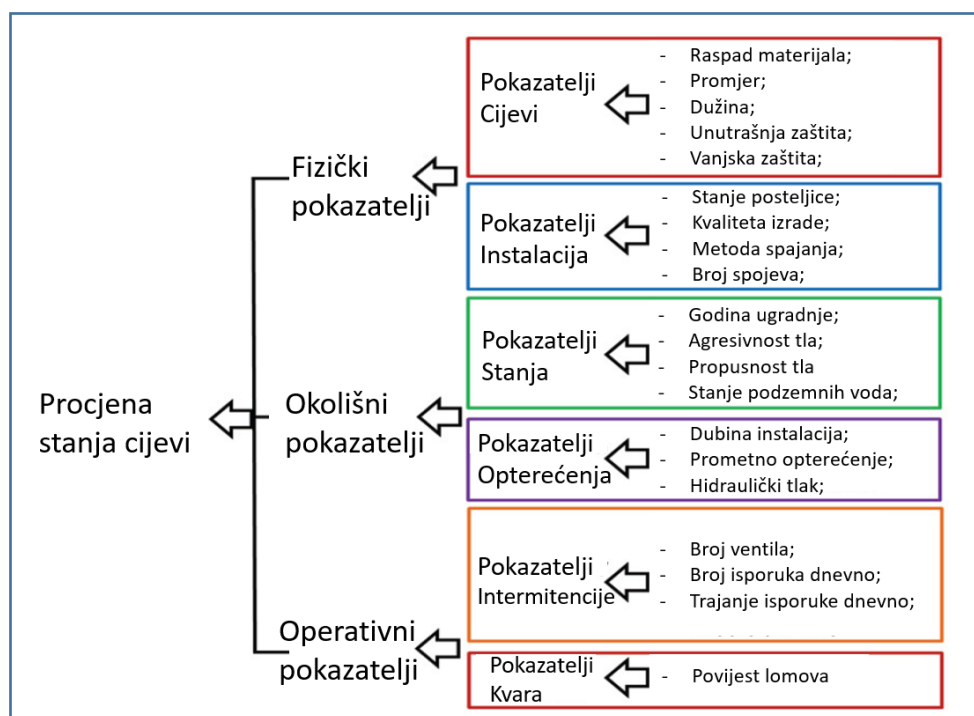 Procjena
stanja cijevi
Fizički
pokazatelji
Pokazatelji
Cijevi
- Raspad materijala;
- Promjer;
- Dužina;
- Unutrašnja zaštita;
- Vanjska zaštita;
Pokazatelji
Instalacija
- Stanje posteljice;
- Kvaliteta izrade;
- Metoda spajanja;
- Broj spojeva;
Okolišni
pokazatelji
Pokazatelji
Stanja
- Godina ugradnje;
- Agresivnost tla;
- Propusnost tla
- Stanje podzemnih voda;
Pokazatelji
Opterećenja
- Dubina instalacija;
- Prometno opterećenje;
- Hidraulički tlak;
Operativni
pokazatelji
Pokazatelji
Intermitencije
- Broj ventila;
- Broj isporuka dnevno;
- Trajanje isporuke dnevno;
Pokazatelji
Kvara
- Povijest lomova